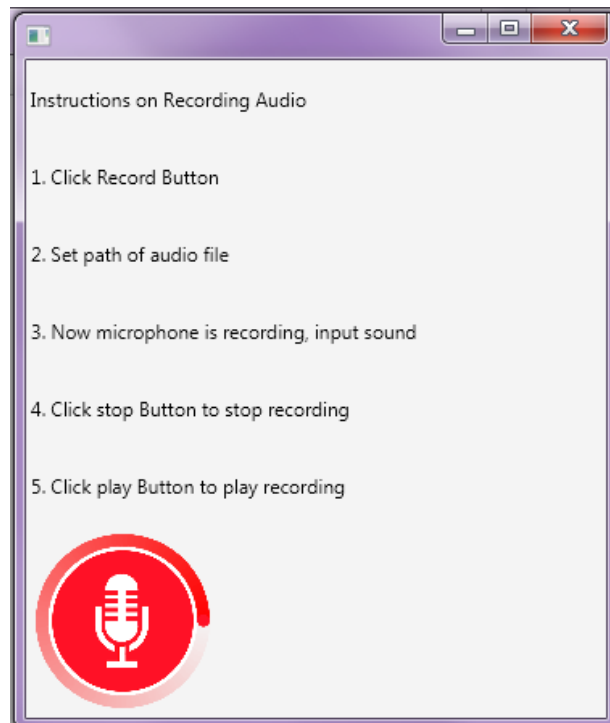 Instructions on Recording Audio
1. Click Record Button
2. Set path of audio file
3. Now microphone is recording, input sound
4. Click stop Button to stop recording
5. Click play Button to play recording